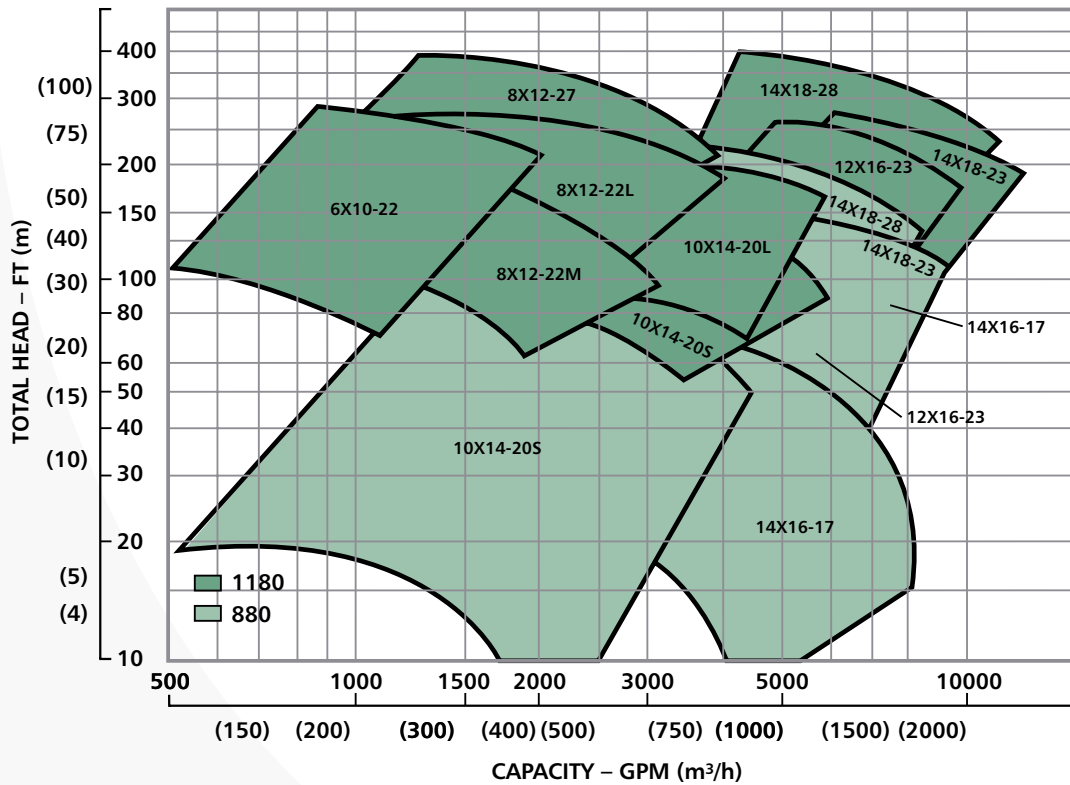 TOTAL HEAD – FT (m)
400
(100)
300
(75)
200
(50)
150
(40)
100
(30)
80
(20)
60
50
(15)
40
(10)
30
20
(5)
(4)
10
8X12-27
14X18-28
14X18-23
12X16-23
6X10-22
8X12-22L
14X18-28
10X14-20L
14X18-23
8X12-22M
14X16-17
10X14-20S
12X16-23
10X14-20S
14X16-17
1180
880
500 1000 1500 2000 3000 5000 10000
(150) (200) (300) (400) (500) (750) (1000) (1500) (2000)
CAPACITY – GPM (m³/h)